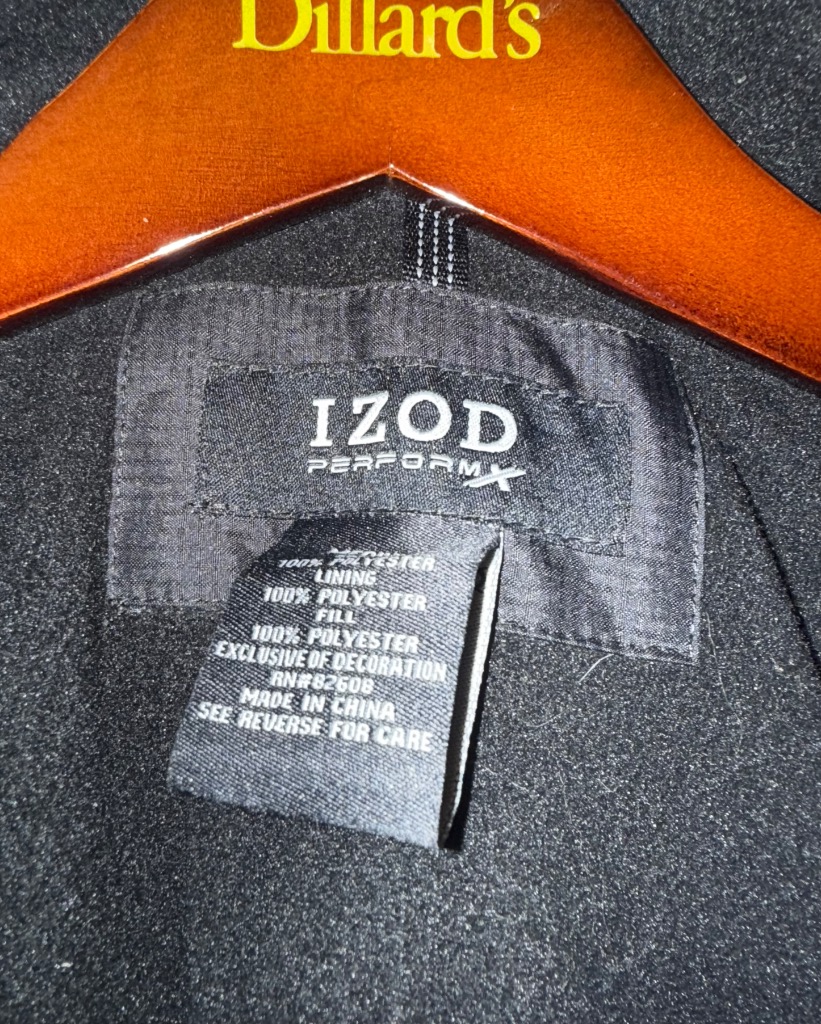 Dillard's
IZOD
PERFORMX
100% POLYESTER
LINING
100% POLYESTER
FILL
100% POLYESTER
EXCLUSIVE OF DECORATION
RN#82608
MADE IN CHINA
SEE REVERSE FOR CARE